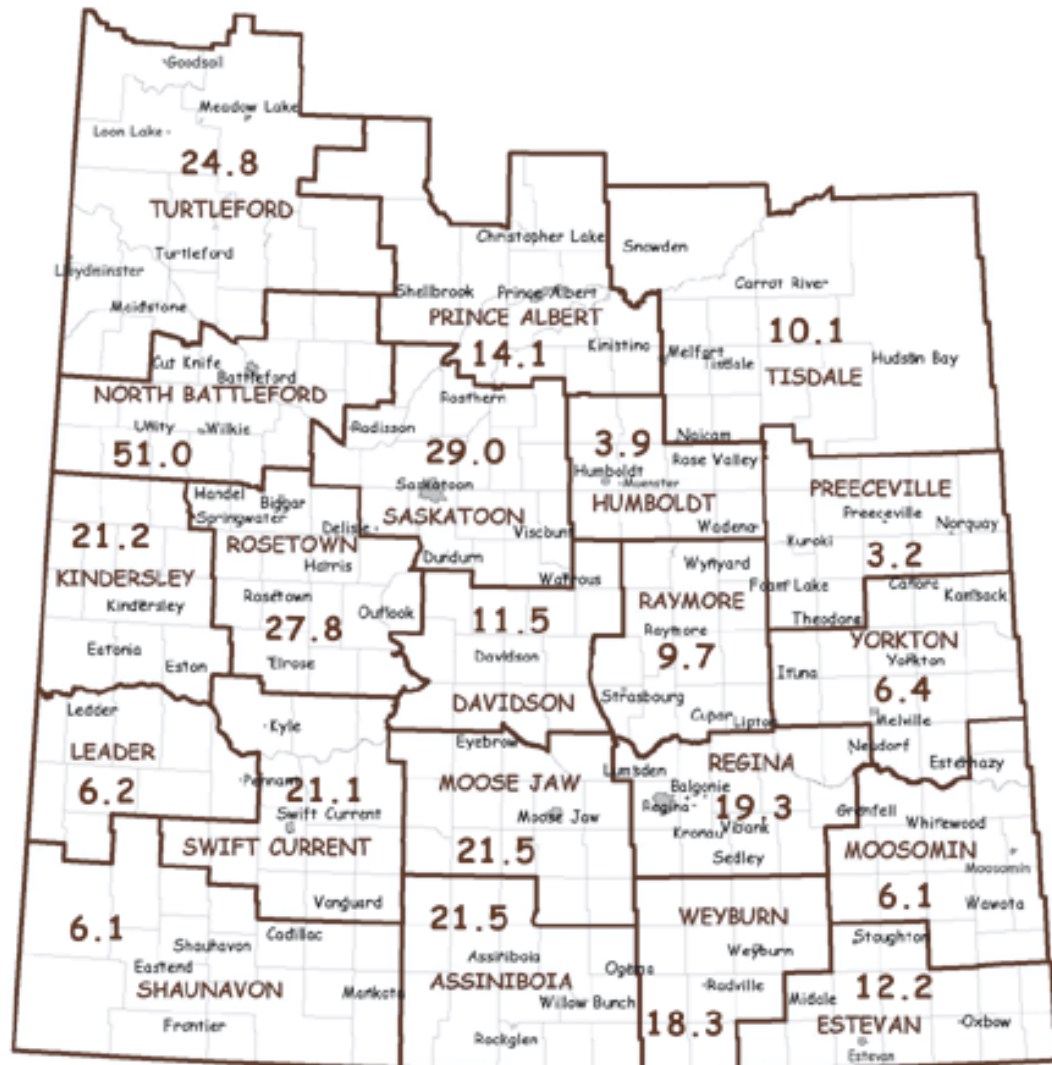 Goodsoil
Meadow Lake
Loon Lake
24.8
TURTLEFORD
Turtleford
Lloydminster
Maidstone
Christopher Lake
Shellbrook
Prince Albert
PRINCE ALBERT
14.1
Kinistino
Snowden
Carrot River
10.1
Melfort
Tisdale
Hudson Bay
TISDALE
Naicam
Cut Knife
Battleford
NORTH BATTLEFORD
Unity
Wilkie
51.0
Rosthern
Radisson
29.0
Saskatoon
SASKATOON
Viscount
Dundurm
3.9
Rose Valley
Humboldt
Muenster
HUMBOLDT
Wadena
PREECEVILLE
Preeceville
Norquay
Kuroki
3.2
21.2
KINDERSLEY
Kindersley
Eatonia
Eston
Handel
Biggar
Springwater
Delisle
ROSETOWN
Harris
Rosetown
Outlook
27.8
Elrose
Watrous
11.5
Davidson
DAVIDSON
Wynyard
RAYMORE
Raymore
9.7
Strasbourg
Cupar
Lipton
Foam Lake
Theodore
Calfore
Kamsack
YORKTON
Yorkton
Ituna
6.4
Melville
Neudorf
Esterhazy
Ledder
LEADER
6.2
Kyle
Pennant
21.1
Swift Current
SWIFT CURRENT
Vanguard
Eyebrow
MOOSE JAW
Moose Jaw
21.5
Lumsden
REGINA
Balgonie
Regina
19.3
Kronau
Vibank
Sedley
Grenfell
Whitewood
MOOSOMIN
Moosomin
6.1
Wawota
6.1
Shaunavon
Cadillac
Eastend
SHAUNAVON
Mankota
Frontier
21.5
Assiniboia
ASSINIBOIA
Ogema
Willow Bunch
Rockglen
WEYBURN
Weyburn
Radville
18.3
Stoughton
12.2
Midale
ESTEVAN
Oxbow
Estevan